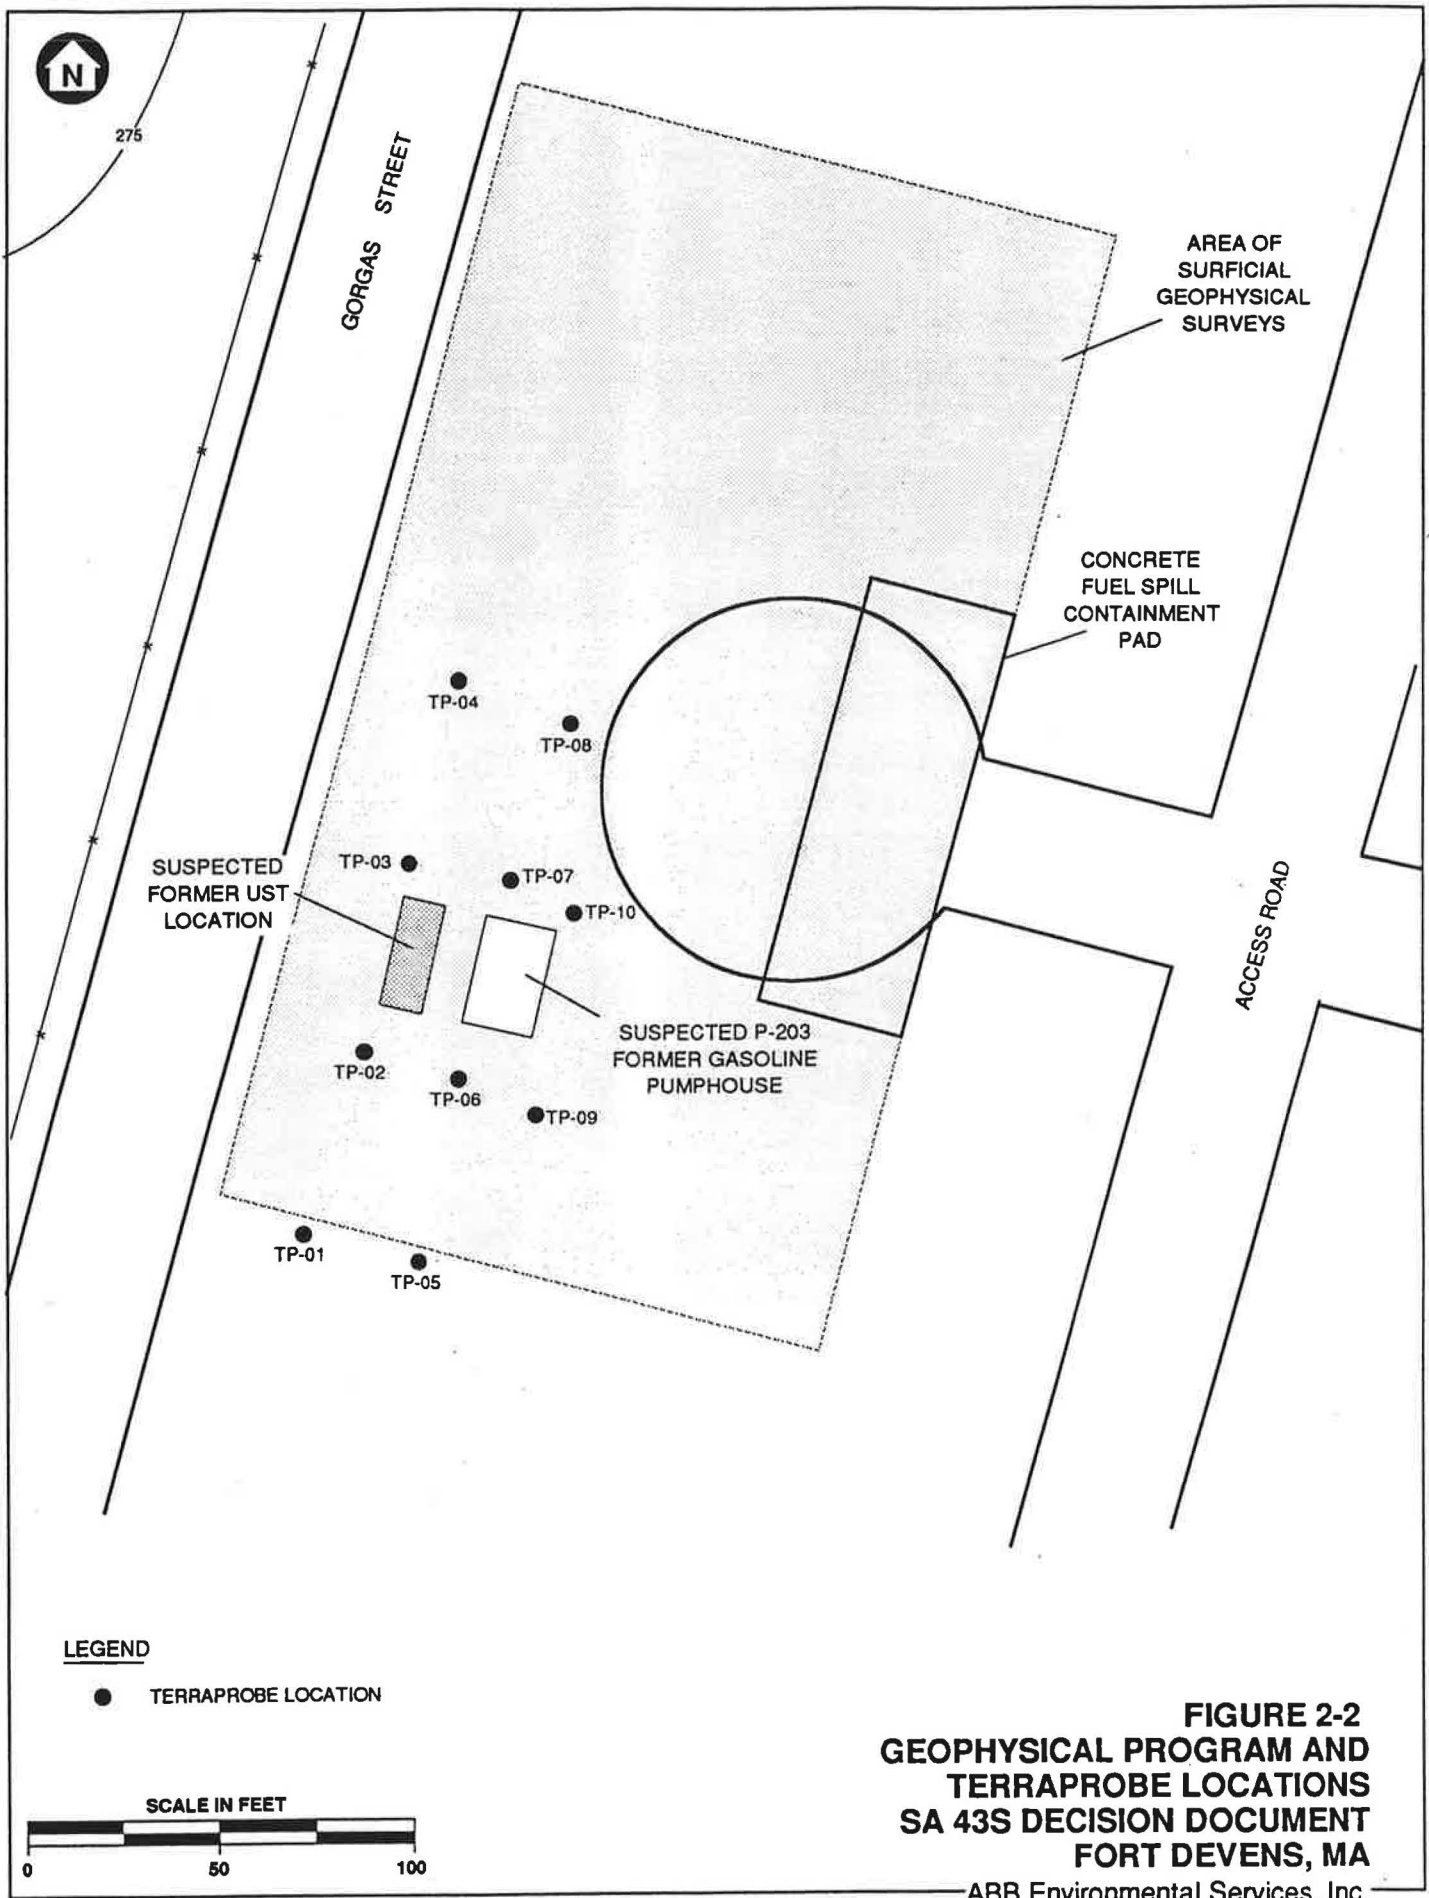 N
275
GORGAS STREET
AREA OF
SURFICIAL
GEOPHYSICAL
SURVEYS
CONCRETE
FUEL SPILL
CONTAINMENT
PAD
TP-04
TP-08
TP-03
TP-07
TP-10
SUSPECTED
FORMER UST
LOCATION
ACCESS ROAD
SUSPECTED P-203
FORMER GASOLINE
PUMPHOUSE
TP-02
TP-06
TP-09
TP-01
TP-05
LEGEND
TERRAPROBE LOCATION
SCALE IN FEET
0 50 100
FIGURE 2-2
GEOPHYSICAL PROGRAM AND
TERRAPROBE LOCATIONS
SA 43S DECISION DOCUMENT
FORT DEVENS, MA
ABB Environmental Services, Inc.